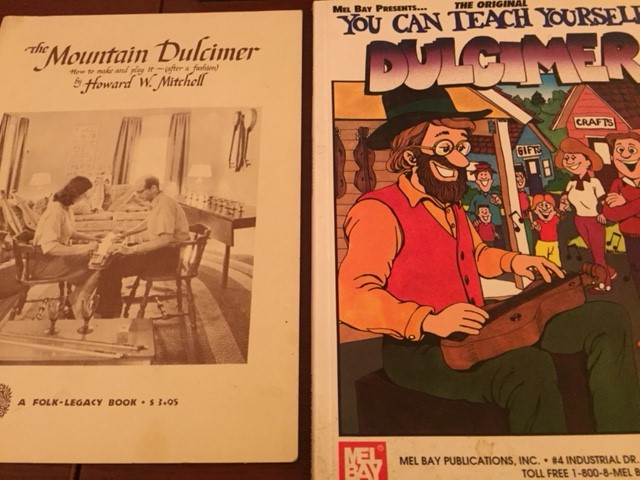 the Mountain Dulcimer
How to make and play it — (after a fashion)
by Howard W. Mitchell
A FOLK-LEGACY BOOK • $3.95
MEL BAY PRESENTS... THE ORIGINAL
YOU CAN TEACH YOURSELF
DULCIMER
GIFTS
CRAFTS
MEL BAY
MEL BAY PUBLICATIONS, INC. • #4 INDUSTRIAL DR.
TOLL FREE 1-800-8-MEL B